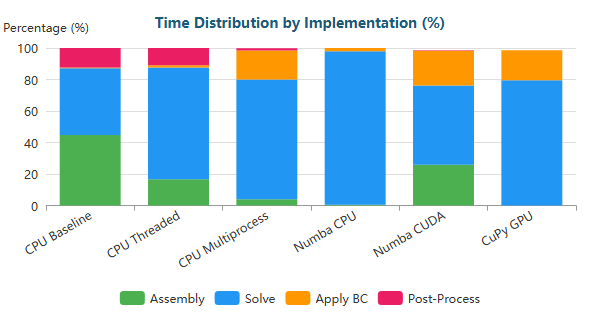 Time Distribution by Implementation (%)
Percentage (%)
100
80
60
40
20
0
CPU Baseline
CPU Threaded
CPU Multiprocess
Numba CPU
Numba CUDA
CuPy GPU
Assembly Solve Apply BC Post-Process